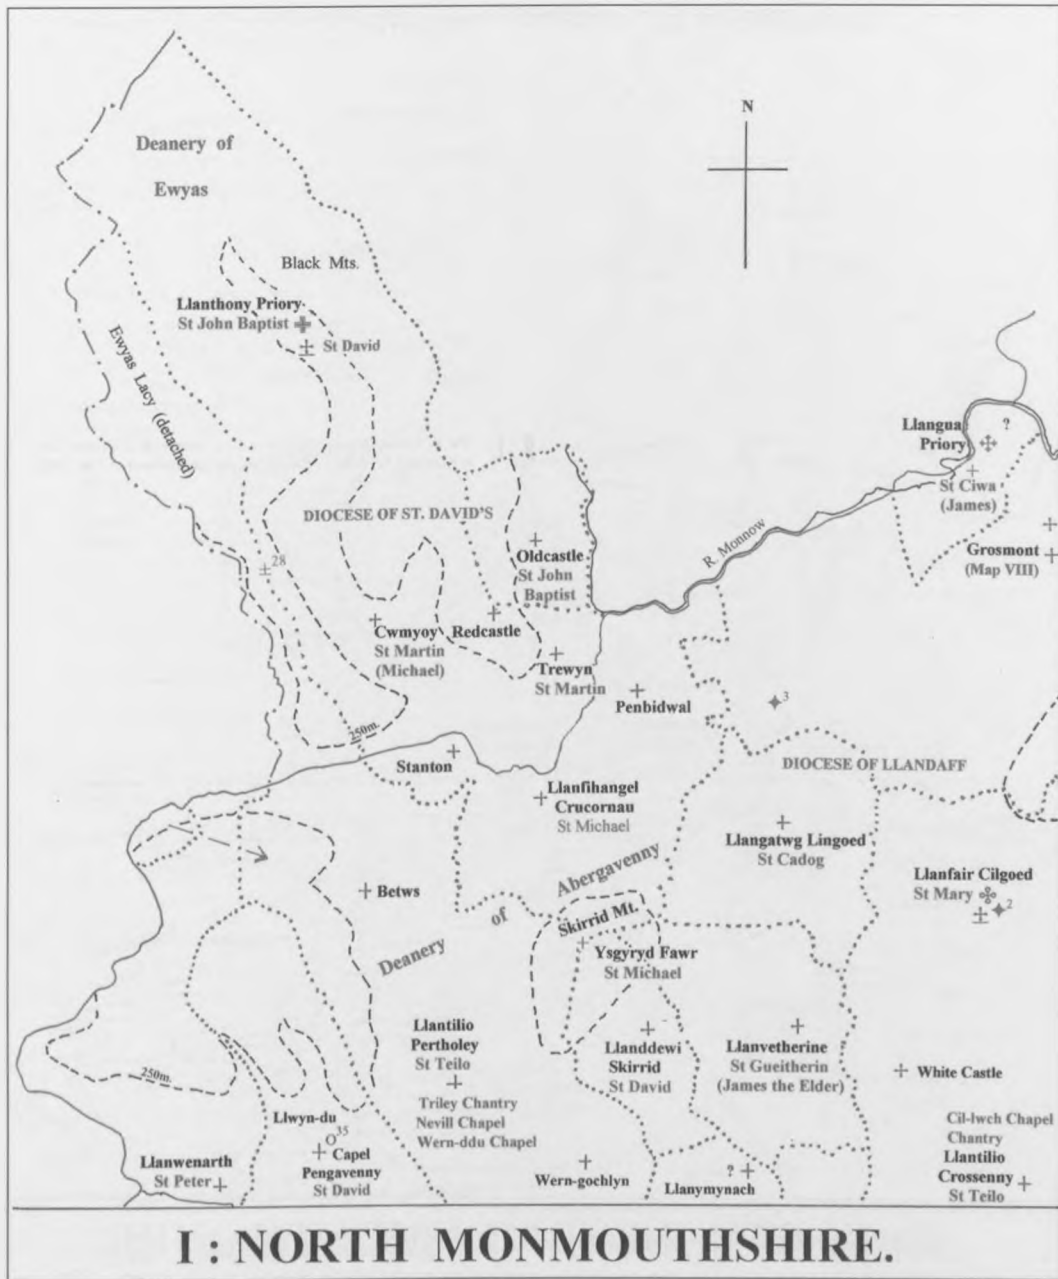 N
Deanery of
Ewyas
Black Mts.
Llanthony Priory
St John Baptist
St David
Ewyas Lacy (detached)
Llangua
Priory
?
St Ciwa
(James)
DIOCESE OF ST. DAVID'S
R. Monnow
Grosmont
(Map VIII)
Oldcastle
St John
Baptist
28
Cwmyoy
St Martin
(Michael)
Redcastle
Trewyn
St Martin
Penbidwal
3
250m.
Stanton
DIOCESE OF LLANDAFF
Llanfihangel
Crucornau
St Michael
Llangatwg Lingoed
St Cadog
Llanfair Cilgoed
St Mary
2
Betws
Deanery of Abergavenny
Skirrid Mt.
Ysgyryd Fawr
St Michael
Llantilio
Pertholey
St Teilo
Triley Chantry
Nevill Chapel
Wern-ddu Chapel
Llanddewi
Skirrid
St David
Llanvetherine
St Gueitherin
(James the Elder)
White Castle
250m.
Llwyn-du
35
Capel
Pengavenny
St David
Llanwenarth
St Peter
Wern-gochlyn
?
Llanymynach
Cil-lwch Chapel
Chantry
Llantilio
Crossenny
St Teilo
I : NORTH MONMOUTHSHIRE.